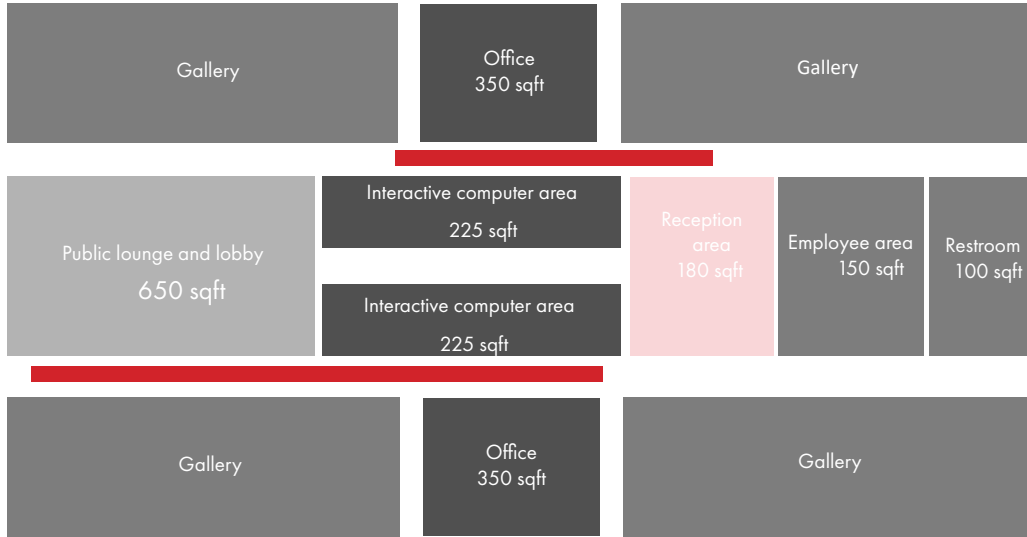 Gallery
Office
350 sqft
Gallery
Public lounge and lobby
650 sqft
Interactive computer area
225 sqft
Interactive computer area
225 sqft
Reception
area
180 sqft
Employee area
150 sqft
Restroom
100 sqft
Gallery
Office
350 sqft
Gallery